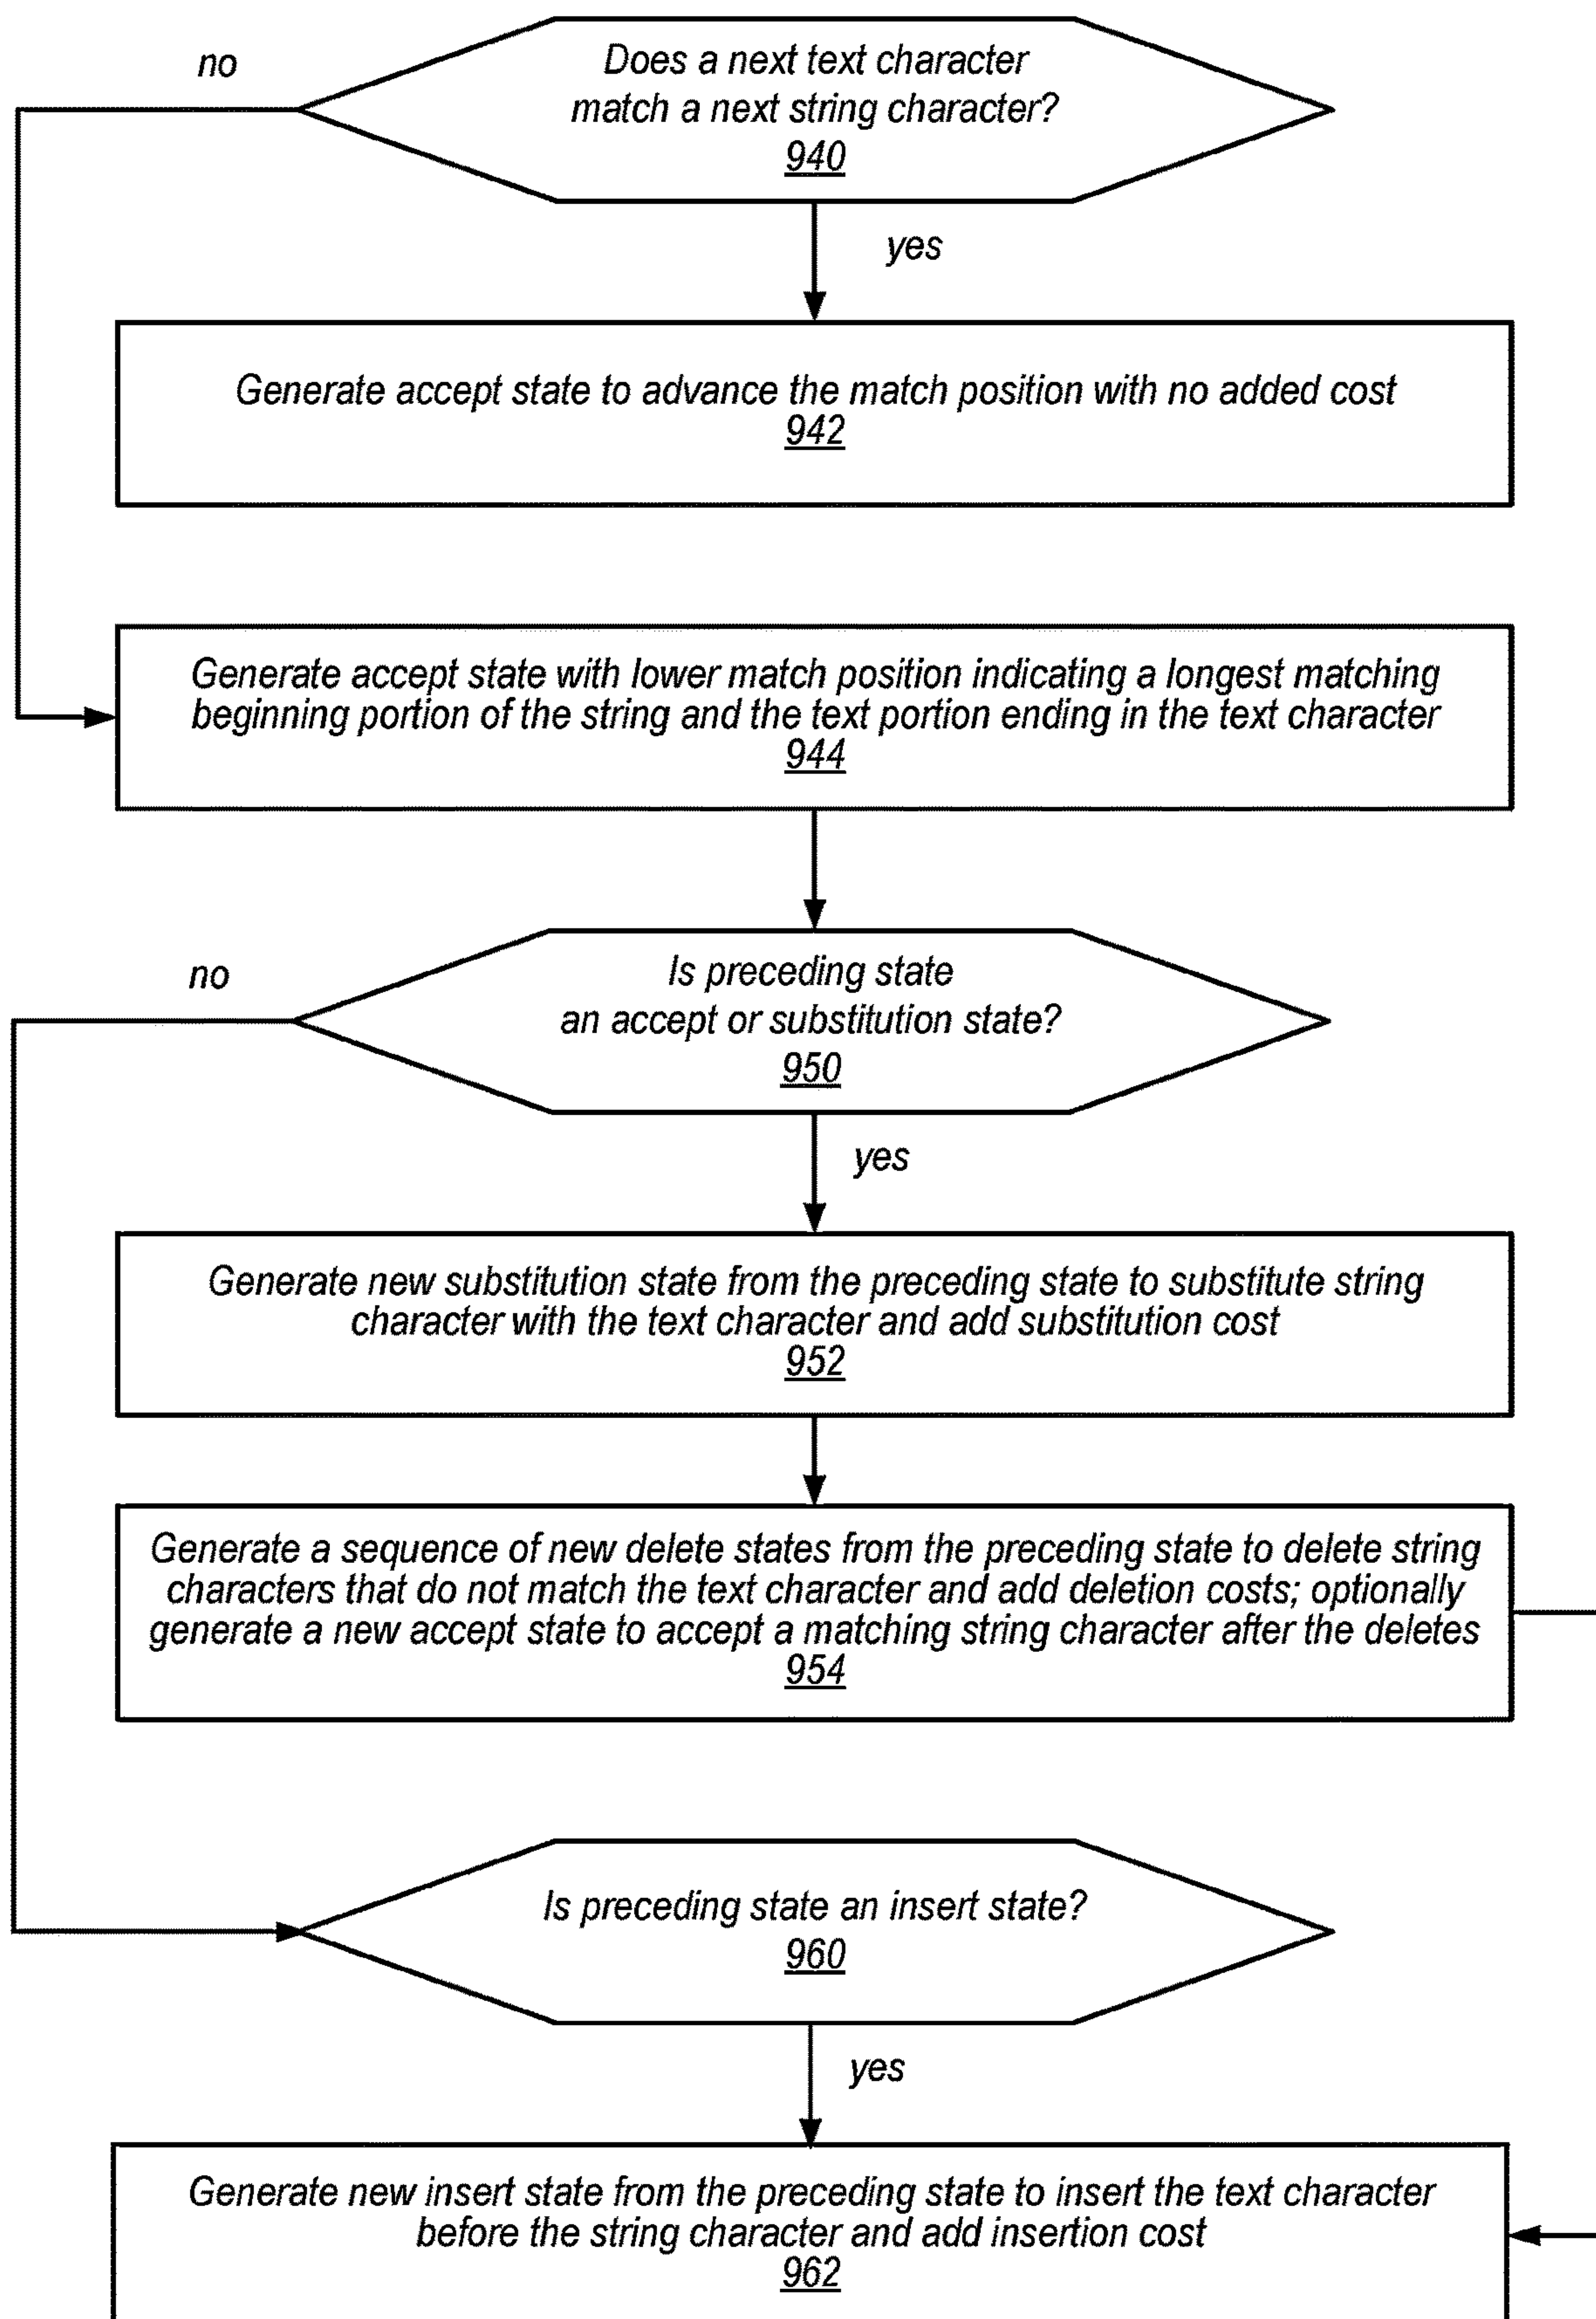 no
Does a next text character
match a next string character?
940
yes
Generate accept state to advance the match position with no added cost
942
Generate accept state with lower match position indicating a longest matching
beginning portion of the string and the text portion ending in the text character
944
no
Is preceding state
an accept or substitution state?
950
yes
Generate new substitution state from the preceding state to substitute string
character with the text character and add substitution cost
952
Generate a sequence of new delete states from the preceding state to delete string
characters that do not match the text character and add deletion costs; optionally
generate a new accept state to accept a matching string character after the deletes
954
Is preceding state an insert state?
960
yes
Generate new insert state from the preceding state to insert the text character
before the string character and add insertion cost
962